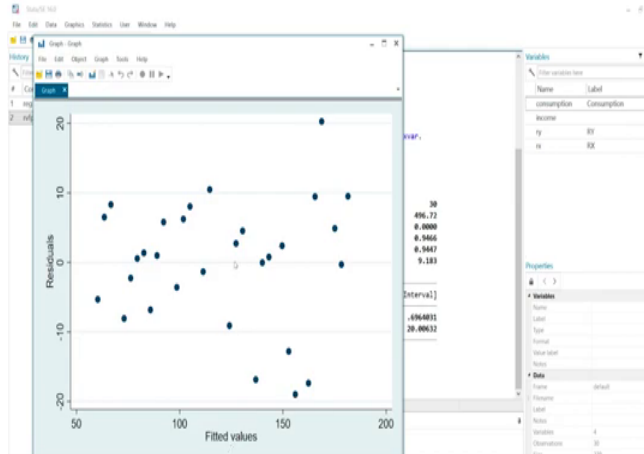 Stata/SE 16.0
File Edit Data Graphics Statistics User Window Help
History
Graph - Graph
File Edit Object Graph Tools Help
Graph
Variables
Filter variables here
Name Label
consumption Consumption
income
ry RY
rx RX
xvar.
30
496.72
0.0000
0.9466
0.9447
9.183
Interval]
.6964031
20.00632
Residuals
20
10
0
-10
-20
50 100 150 200
Fitted values
Properties
Variables
Name
Label
Type
Format
Value label
Notes
Data
Frame default
Filename
Label
Notes
Variables 4
Observations 30